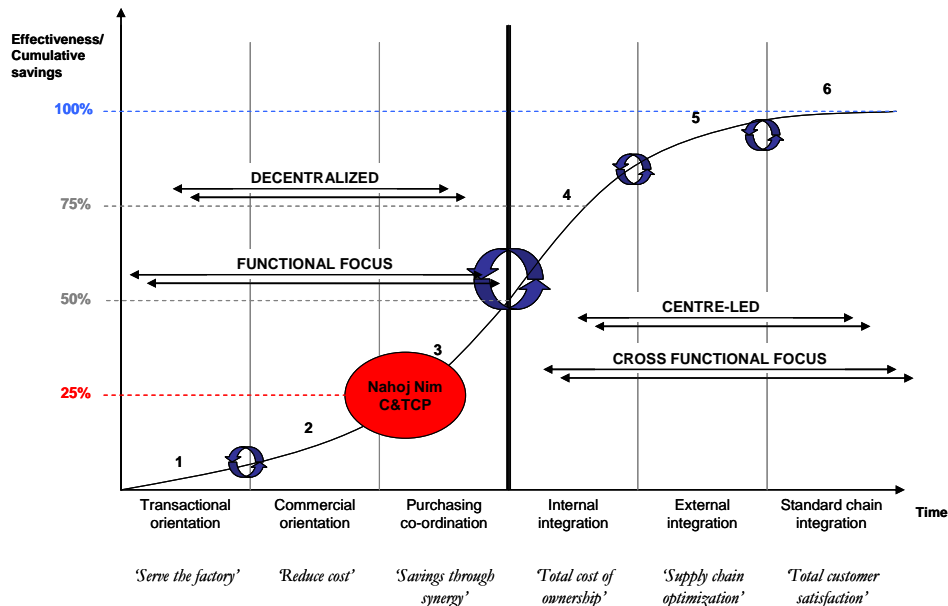 Effectiveness/
Cumulative
savings
100%
75%
50%
25%
DECENTRALIZED
FUNCTIONAL FOCUS
CENTRE-LED
CROSS FUNCTIONAL FOCUS
Nahoj Nim
C&TCP
1
2
3
4
5
6
Transactional
orientation
Commercial
orientation
Purchasing
co-ordination
Internal
integration
External
integration
Standard chain
integration
Time
‘Serve the factory’
‘Reduce cost’
‘Savings through
synergy’
‘Total cost of
ownership’
‘Supply chain
optimization’
‘Total customer
satisfaction’